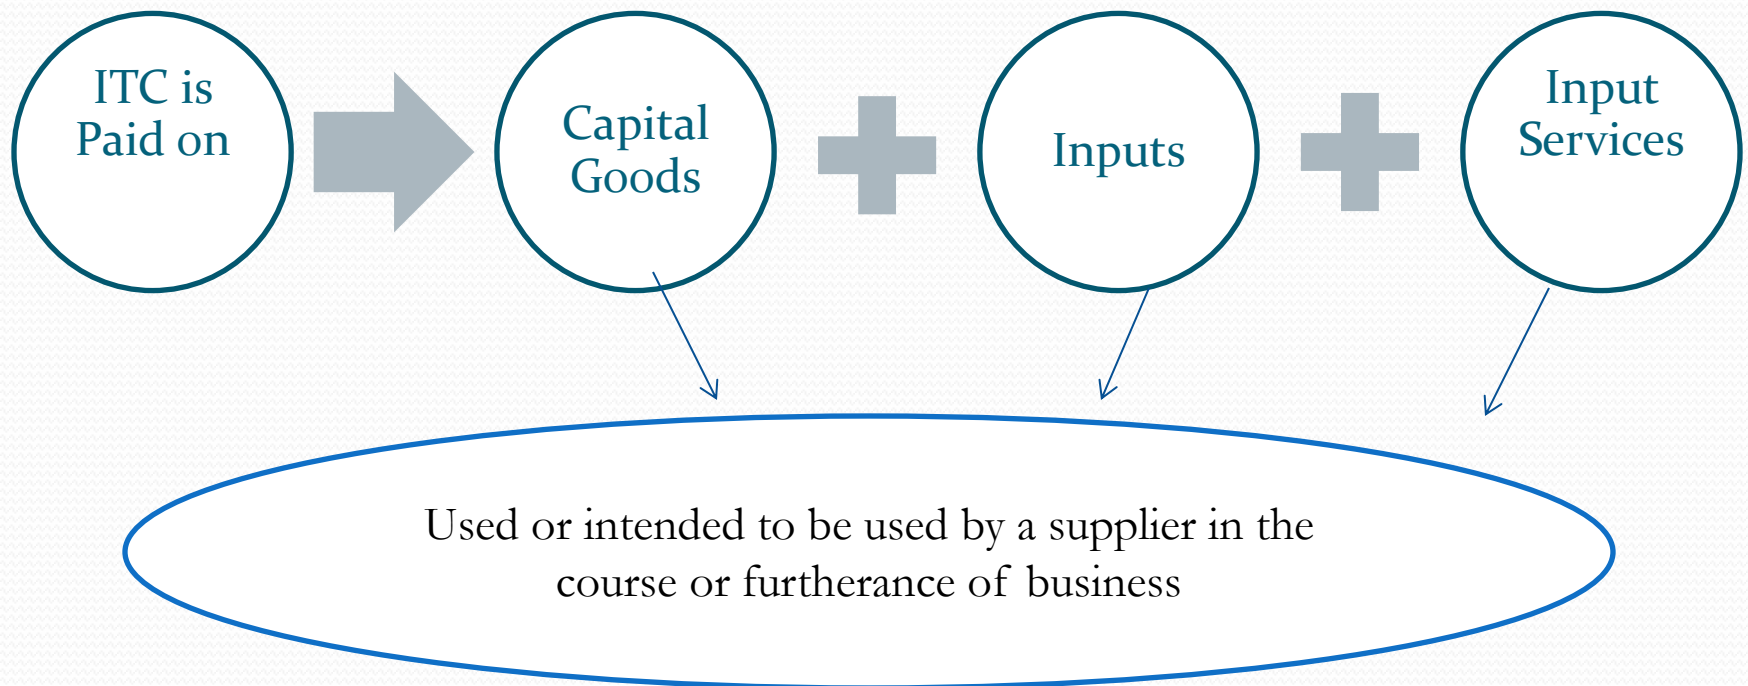 ITC is
Paid on
Capital
Goods
Inputs
Input
Services
Used or intended to be used by a supplier in the
course or furtherance of business